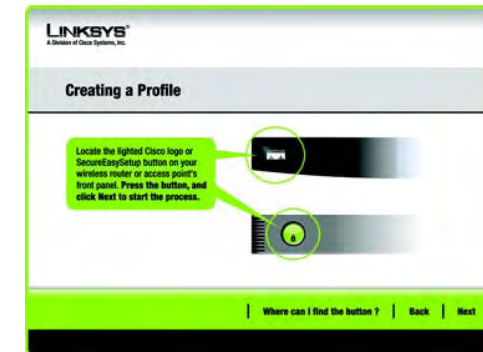 LINKSYS®
A Division of Cisco Systems, Inc.
Creating a Profile
Locate the lighted Cisco logo or
SecureEasySetup button on your
wireless router or access point's
front panel. Press the button, and
click Next to start the process.
Where can I find the button ? | Back | Next